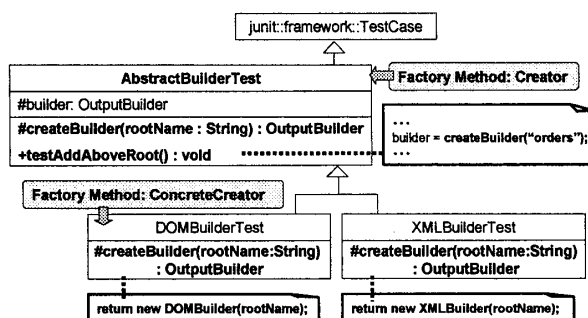 junit::framework::TestCase
AbstractBuilderTest
Factory Method: Creator
#builder: OutputBuilder
#createBuilder(rootName : String) : OutputBuilder
+testAddAboveRoot() : void
...
builder = createBuilder("orders");
...
Factory Method: ConcreteCreator
DOMBuilderTest
#createBuilder(rootName:String)
: OutputBuilder
return new DOMBuilder(rootName);
XMLBuilderTest
#createBuilder(rootName:String)
: OutputBuilder
return new XMLBuilder(rootName);